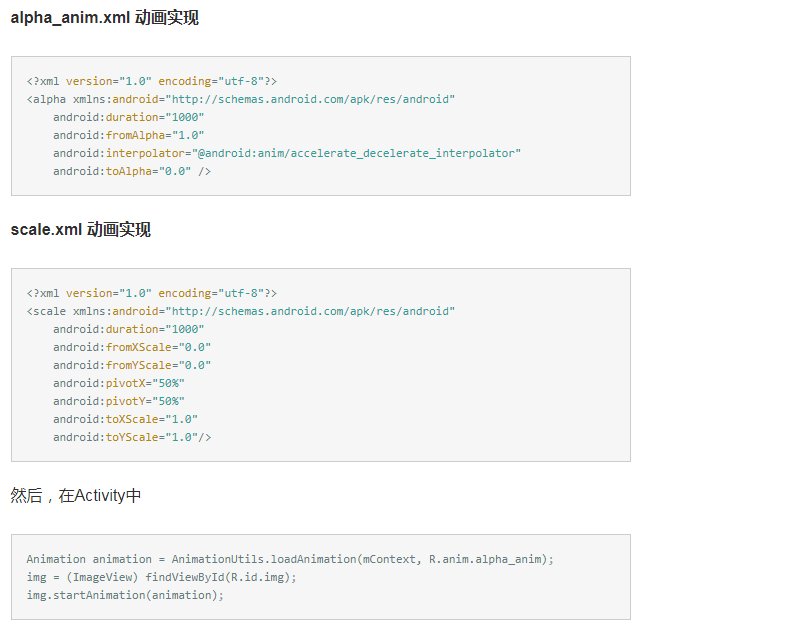 alpha_anim.xml 动画实现
<?xml version="1.0" encoding="utf-8"?>
<alpha xmlns:android="http://schemas.android.com/apk/res/android"
    android:duration="1000"
    android:fromAlpha="1.0"
    android:interpolator="@android:anim/accelerate_decelerate_interpolator"
    android:toAlpha="0.0" />
scale.xml 动画实现
<?xml version="1.0" encoding="utf-8"?>
<scale xmlns:android="http://schemas.android.com/apk/res/android"
    android:duration="1000"
    android:fromXScale="0.0"
    android:fromYScale="0.0"
    android:pivotX="50%"
    android:pivotY="50%"
    android:toXScale="1.0"
    android:toYScale="1.0"/>
然后，在Activity中
Animation animation = AnimationUtils.loadAnimation(mContext, R.anim.alpha_anim);
img = (ImageView) findViewById(R.id.img);
img.startAnimation(animation);